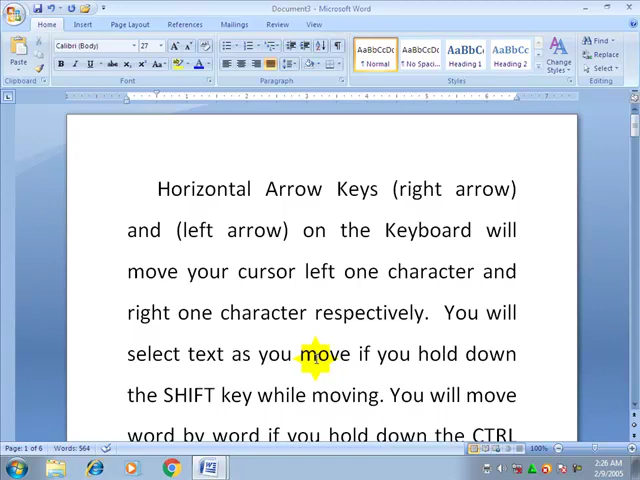 Document3 - Microsoft Word
Home Insert Page Layout References Mailings Review View
Calibri (Body) 27
Paste
AaBbCcDc AaBbCcDc AaBbC AaBbCc
¶ Normal ¶ No Spaci... Heading 1 Heading 2
Change Styles
Find
Replace
Select
Clipboard Font Paragraph Styles Editing
Horizontal Arrow Keys (right arrow)
and (left arrow) on the Keyboard will
move your cursor left one character and
right one character respectively. You will
select text as you move if you hold down
the SHIFT key while moving. You will move
word by word if you hold down the CTRL
Page: 1 of 6 Words: 564 100%
2:26 AM
2/9/2005